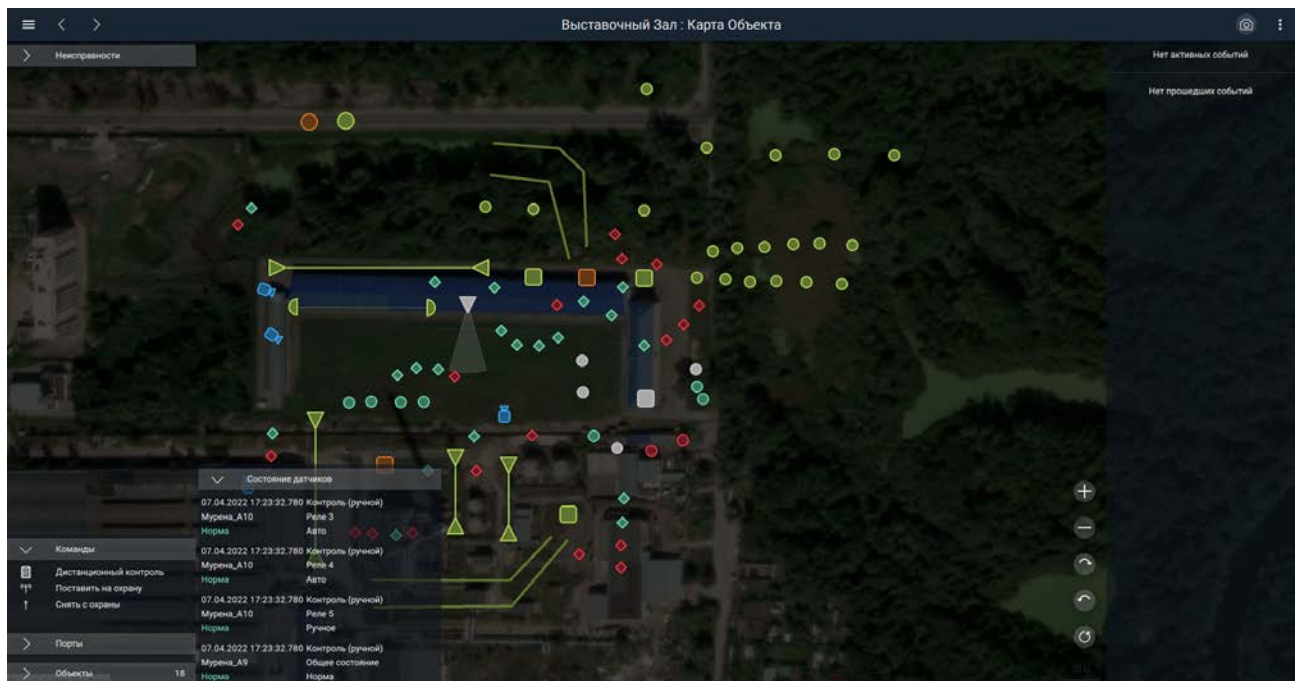 Выставочный Зал : Карта Объекта
Неисправности
Нет активных событий
Нет прошедших событий
Состояние датчиков
07.04.2022 17:23:32.780 Контроль (ручной)
Мурена_A10 Реле 3
Норма Авто
07.04.2022 17:23:32.780 Контроль (ручной)
Мурена_A10 Реле 4
Норма Авто
07.04.2022 17:23:32.780 Контроль (ручной)
Мурена_A10 Реле 5
Норма Ручное
07.04.2022 17:23:32.780 Контроль (ручной)
Мурена_A9 Общее состояние
Норма Норма
Команды
Дистанционный контроль
Поставить на охрану
Снять с охраны
Порты
Объекты 18